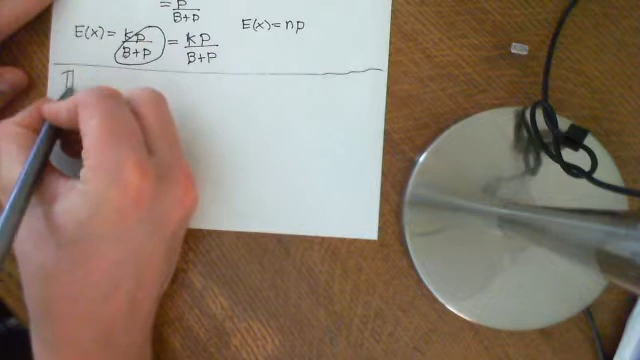 = P/B+P
E(x) = KP/B+P = KP/B+P E(x) = np